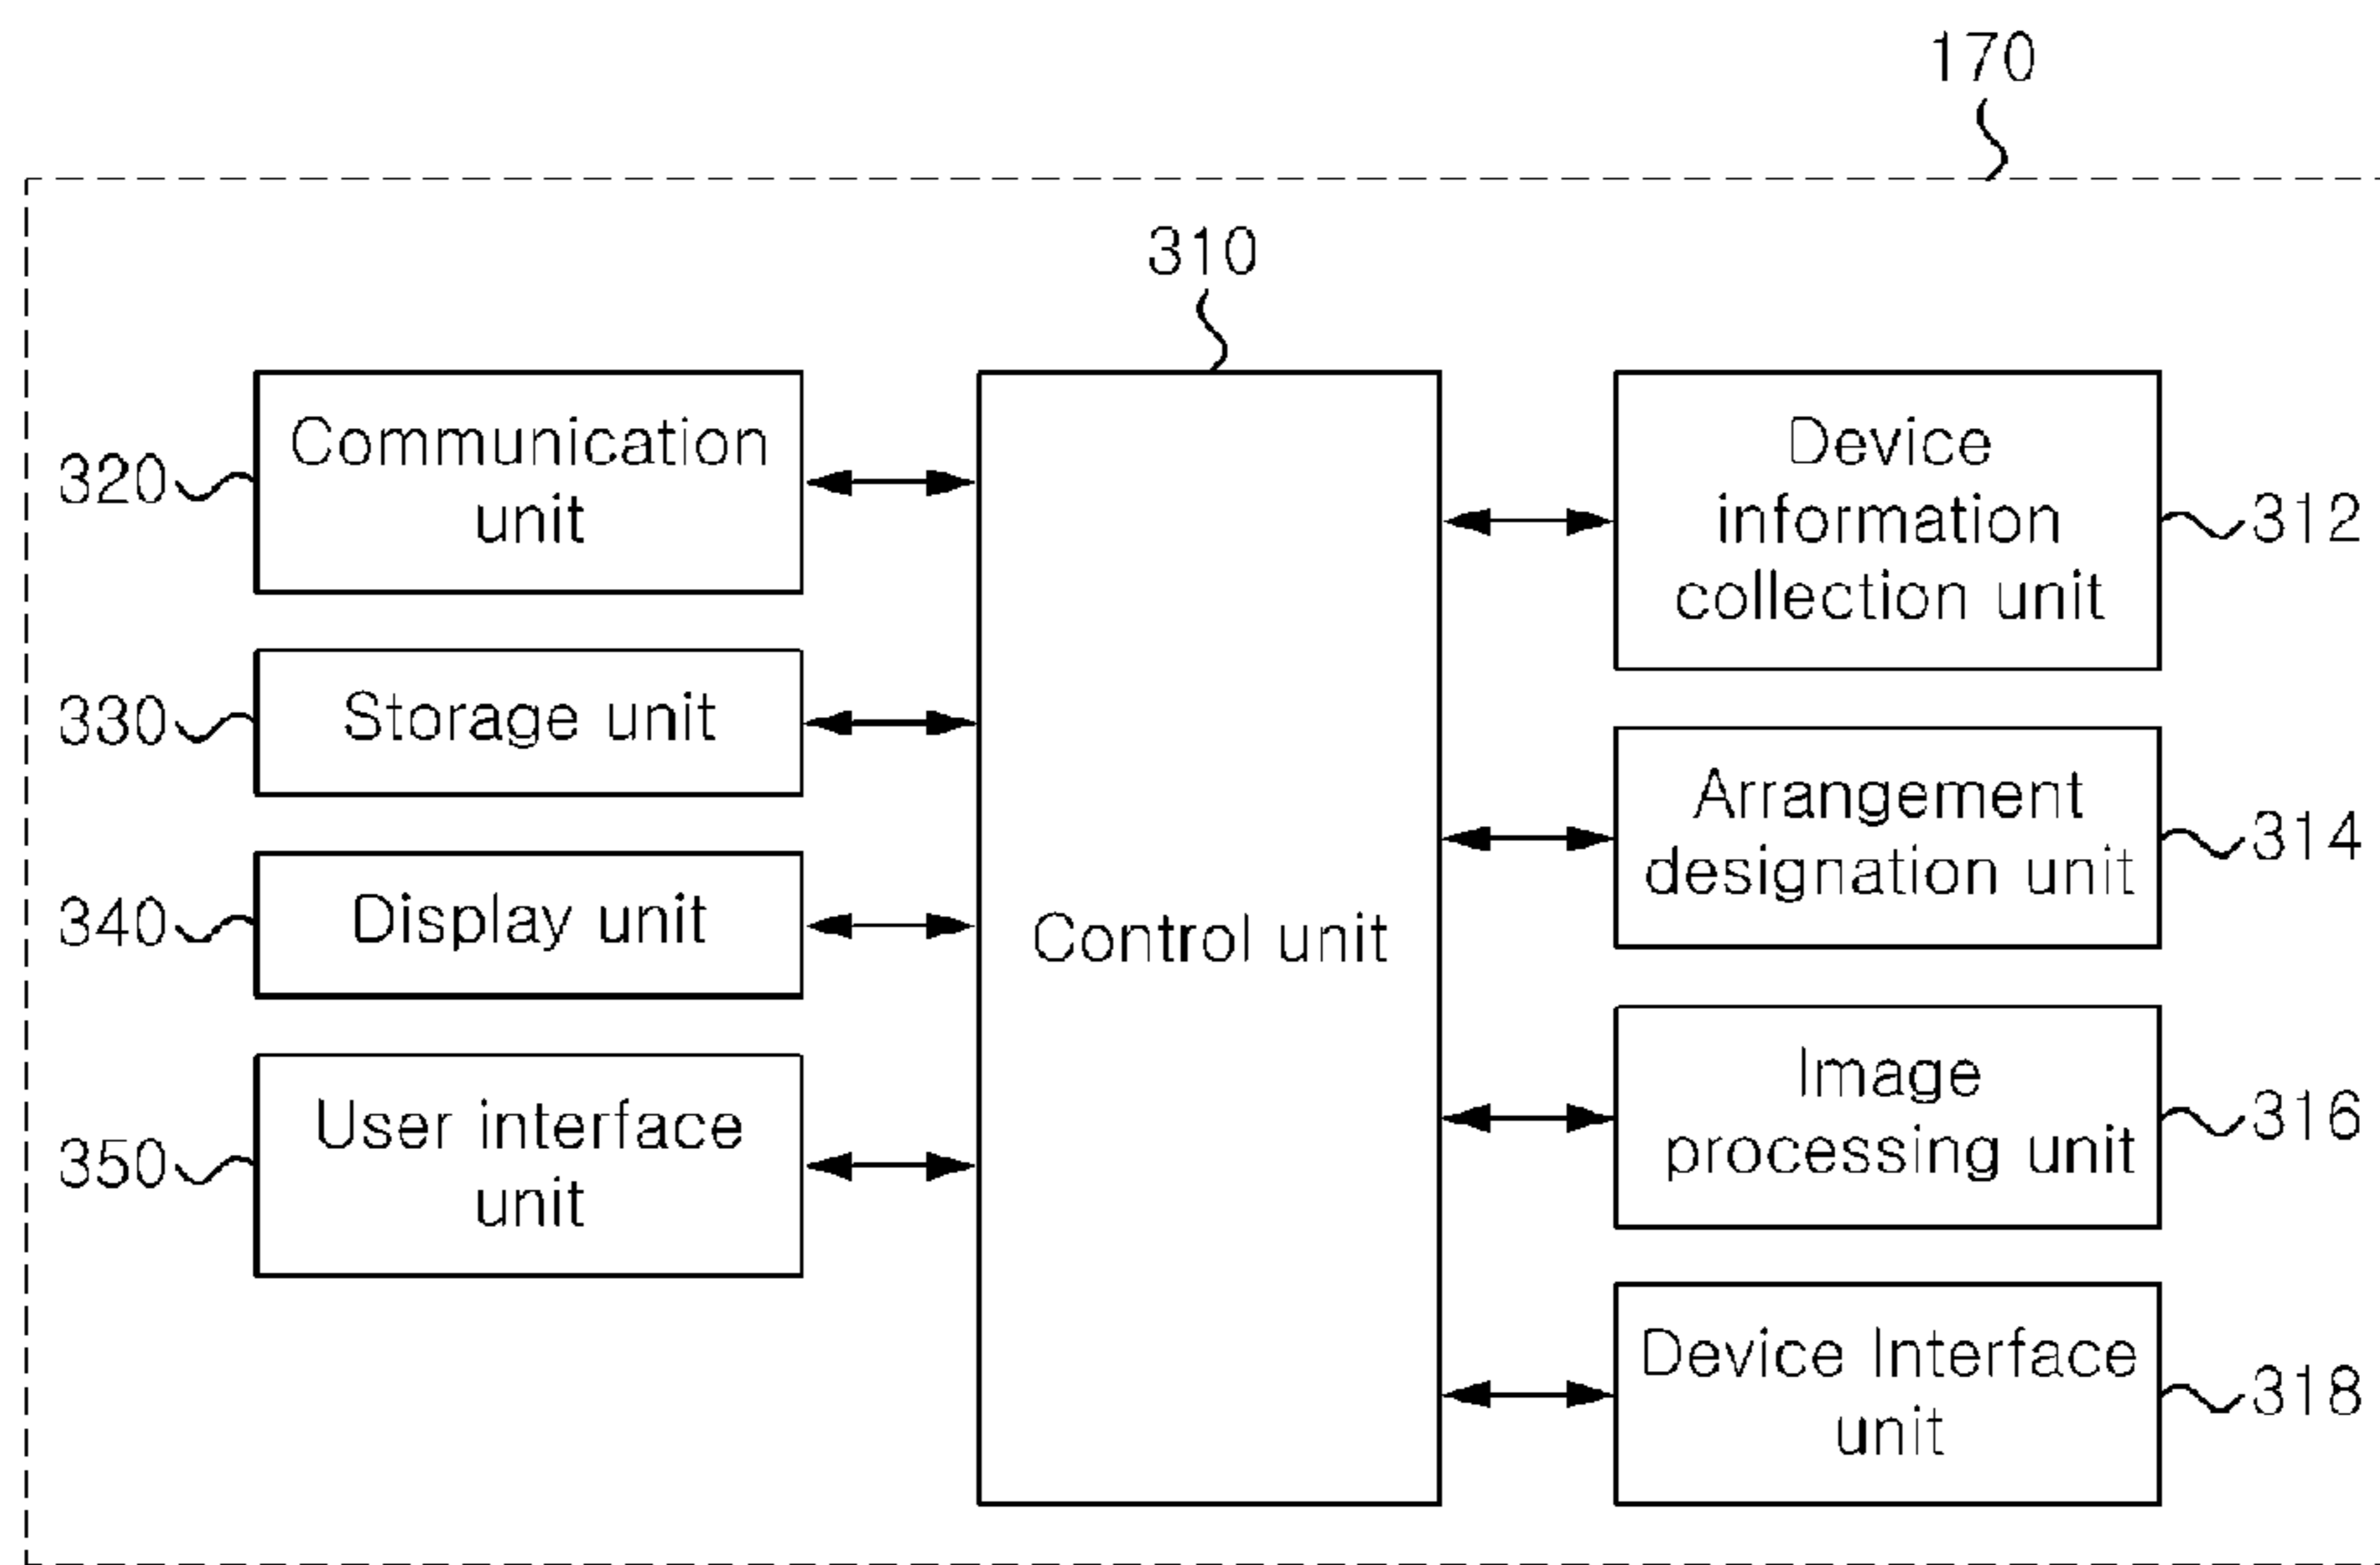 170
310
320
Communication
unit
330
Storage unit
340
Display unit
350
User interface
unit
Control unit
Device
information
collection unit
312
Arrangement
designation unit
314
Image
processing unit
316
Device Interface
unit
318